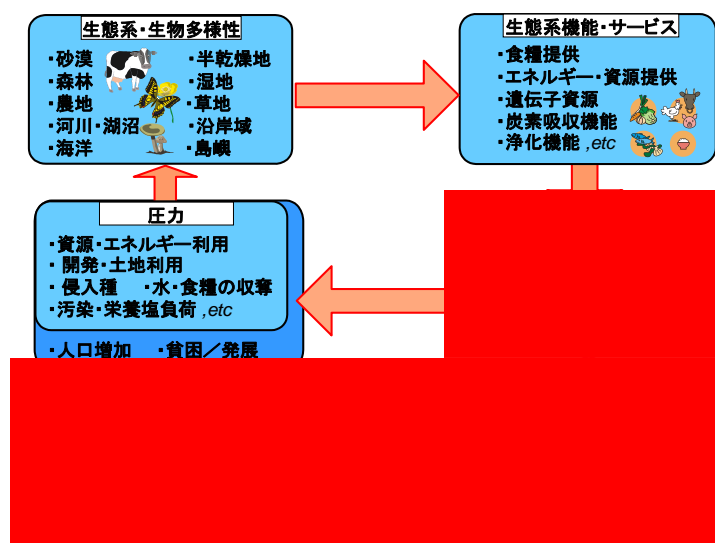 生態系・生物多様性
・砂漠 ・半乾燥地
・森林 ・湿地
・農地 ・草地
・河川・湖沼 ・沿岸域
・海洋 ・島嶼
生態系機能・サービス
・食糧提供
・エネルギー・資源提供
・遺伝子資源
・炭素吸収機能
・浄化機能 ,etc
圧力
・資源・エネルギー利用
・開発・土地利用
・侵入種 ・水・食糧の収奪
・汚染・栄養塩負荷 ,etc
・人口増加 ・貧困／発展